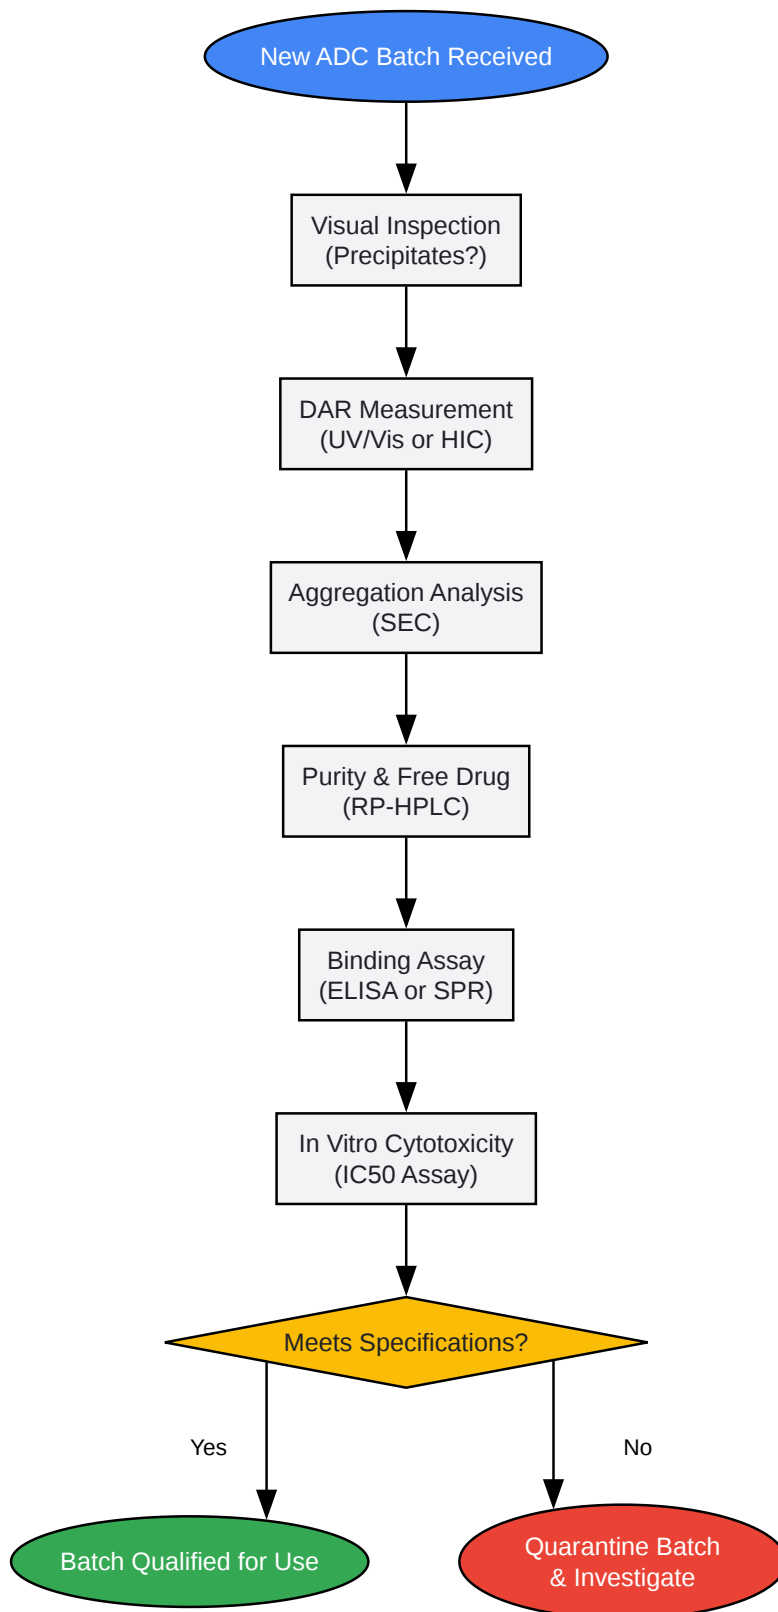 New ADC Batch Received
Visual Inspection
(Precipitates?)
DAR Measurement
(UV/Vis or HIC)
Aggregation Analysis
(SEC)
Purity & Free Drug
(RP-HPLC)
Binding Assay
(ELISA or SPR)
In Vitro Cytotoxicity
(IC50 Assay)
Meets Specifications?
Yes
No
Batch Qualified for Use
Quarantine Batch
& Investigate